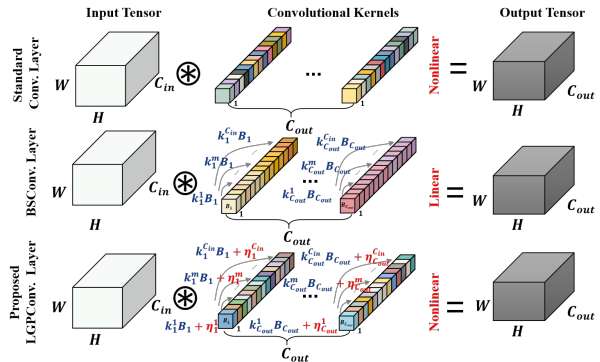 Input Tensor Convolutional Kernels Output Tensor
Standard Conv. Layer
W H C_in ⊛ ... 1 1 C_out Nonlinear = W H C_out
BSConv. Layer
k_1^{C_in} B_1 k_{C_out}^{C_in} B_{C_out}
k_1^m B_1 k_{C_out}^m B_{C_out}
k_1^1 B_1 k_{C_out}^1 B_{C_out}
W H C_in ⊛ B_1 1 ... B_{C_out} 1 C_out Linear = W H C_out
Proposed LGPConv. Layer
k_1^{C_in} B_1 + η_1^{C_in} k_{C_out}^{C_in} B_{C_out} + η_{C_out}^{C_in}
k_1^m B_1 + η_1^m k_{C_out}^m B_{C_out} + η_{C_out}^m
k_1^1 B_1 + η_1^1 k_{C_out}^1 B_{C_out} + η_{C_out}^1
W H C_in ⊛ B_1 1 ... B_{C_out} 1 C_out Nonlinear = W H C_out